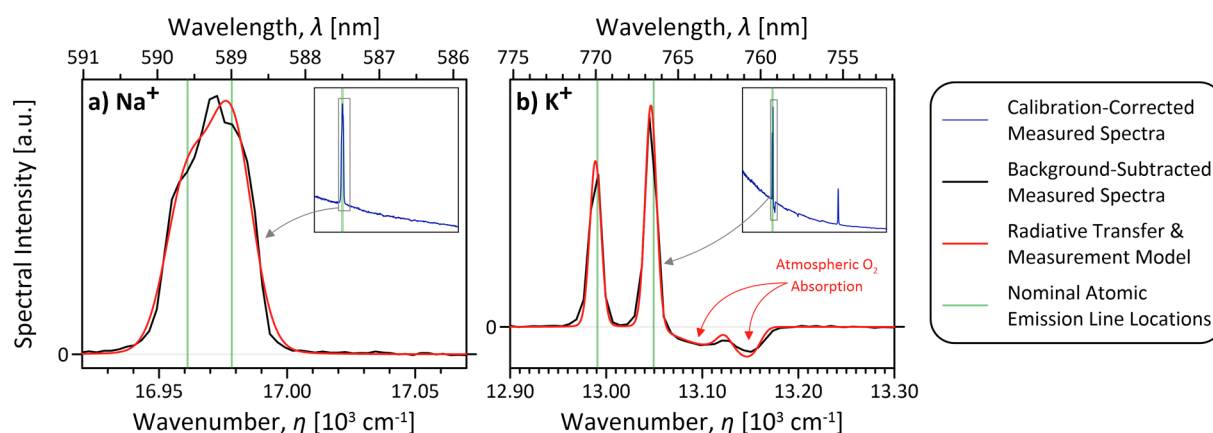 Wavelength, λ [nm]
591 590 589 588 587 586
a) Na⁺
Spectral Intensity [a.u.]
0
16.95 17.00 17.05
Wavenumber, η [10³ cm⁻¹]
Wavelength, λ [nm]
775 770 765 760 755
b) K⁺
Atmospheric O₂
Absorption
0
12.90 13.00 13.10 13.20 13.30
Wavenumber, η [10³ cm⁻¹]
Calibration-Corrected
Measured Spectra
Background-Subtracted
Measured Spectra
Radiative Transfer &
Measurement Model
Nominal Atomic
Emission Line Locations